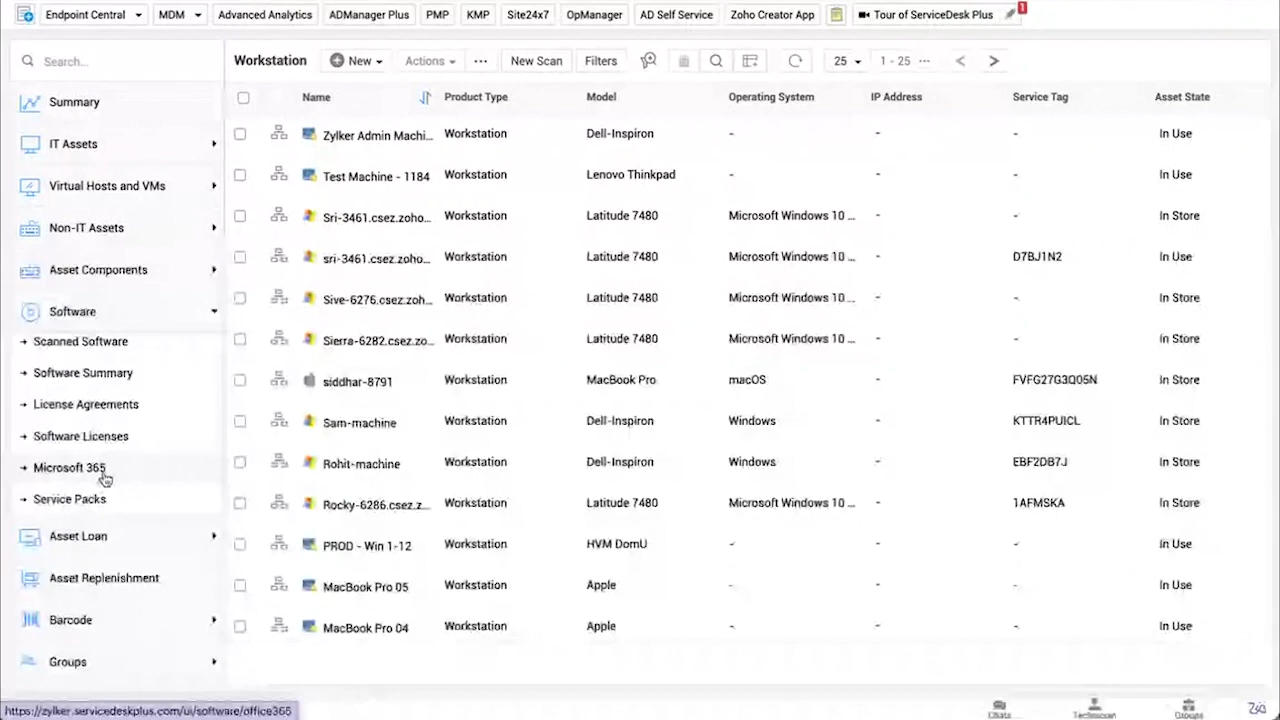 Endpoint Central MDM Advanced Analytics ADManager Plus PMP KMP Site24x7 OpManager AD Self Service Zoho Creator App Tour of ServiceDesk Plus 1
Search...
Workstation New Actions ... New Scan Filters 25 1 - 25 ...
Name Product Type Model Operating System IP Address Service Tag Asset State
Summary
IT Assets
Virtual Hosts and VMs
Non-IT Assets
Asset Components
Software
Scanned Software
Software Summary
License Agreements
Software Licenses
Microsoft 365
Service Packs
Asset Loan
Asset Replenishment
Barcode
Groups
Zylker Admin Machi... Workstation Dell-Inspiron - - - In Use
Test Machine - 1184 Workstation Lenovo Thinkpad - - - In Use
Sri-3461.csez.zoho... Workstation Latitude 7480 Microsoft Windows 10 ... - - In Store
sri-3461.csez.zoho... Workstation Latitude 7480 Microsoft Windows 10 ... - D7BJ1N2 In Use
Sive-6276.csez.zoh... Workstation Latitude 7480 Microsoft Windows 10 ... - - In Store
Sierra-6282.csez.zo... Workstation Latitude 7480 Microsoft Windows 10 ... - - In Store
siddhar-8791 Workstation MacBook Pro macOS - FVFG27G3Q05N In Store
Sam-machine Workstation Dell-Inspiron Windows - KTTR4PUICL In Store
Rohit-machine Workstation Dell-Inspiron Windows - EBF2DB7J In Store
Rocky-6286.csez.z... Workstation Latitude 7480 Microsoft Windows 10 ... - 1AFMSKA In Store
PROD - Win 1-12 Workstation HVM DomU - - - In Use
MacBook Pro 05 Workstation Apple - - - In Use
MacBook Pro 04 Workstation Apple - - - In Use
https://zylker.servicedeskplus.com/ui/software/office365
Chats Groups